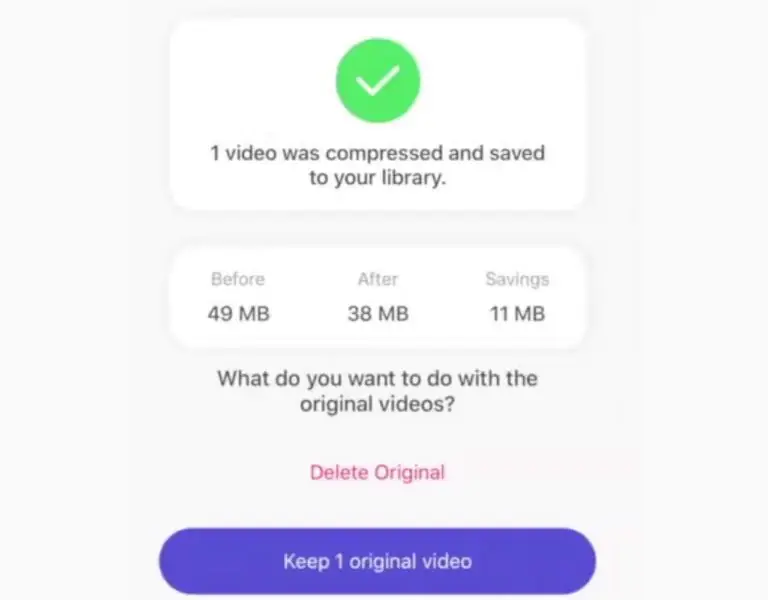 1 video was compressed and saved
to your library.
Before After Savings
49 MB 38 MB 11 MB
What do you want to do with the
original videos?
Delete Original
Keep 1 original video